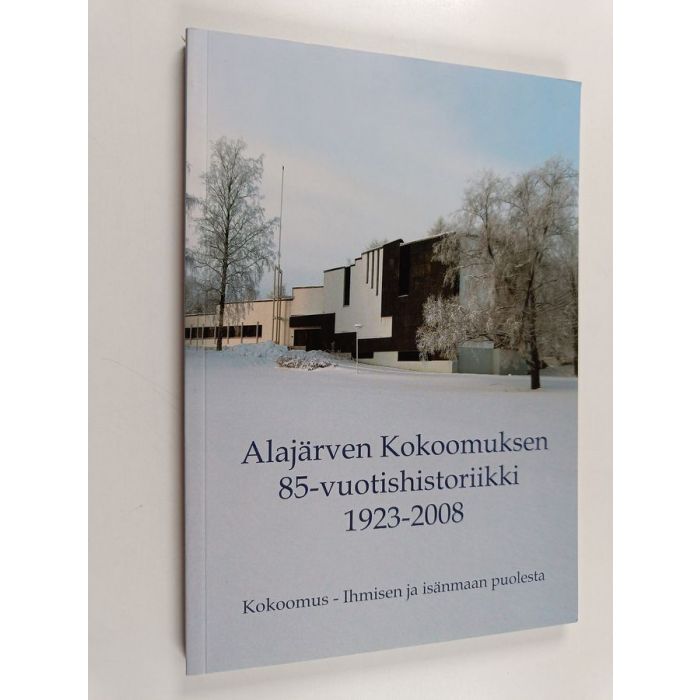 Alajärven Kokoomuksen
85-vuotishistoriikki
1923-2008
Kokoomus - Ihmisen ja isänmaan puolesta